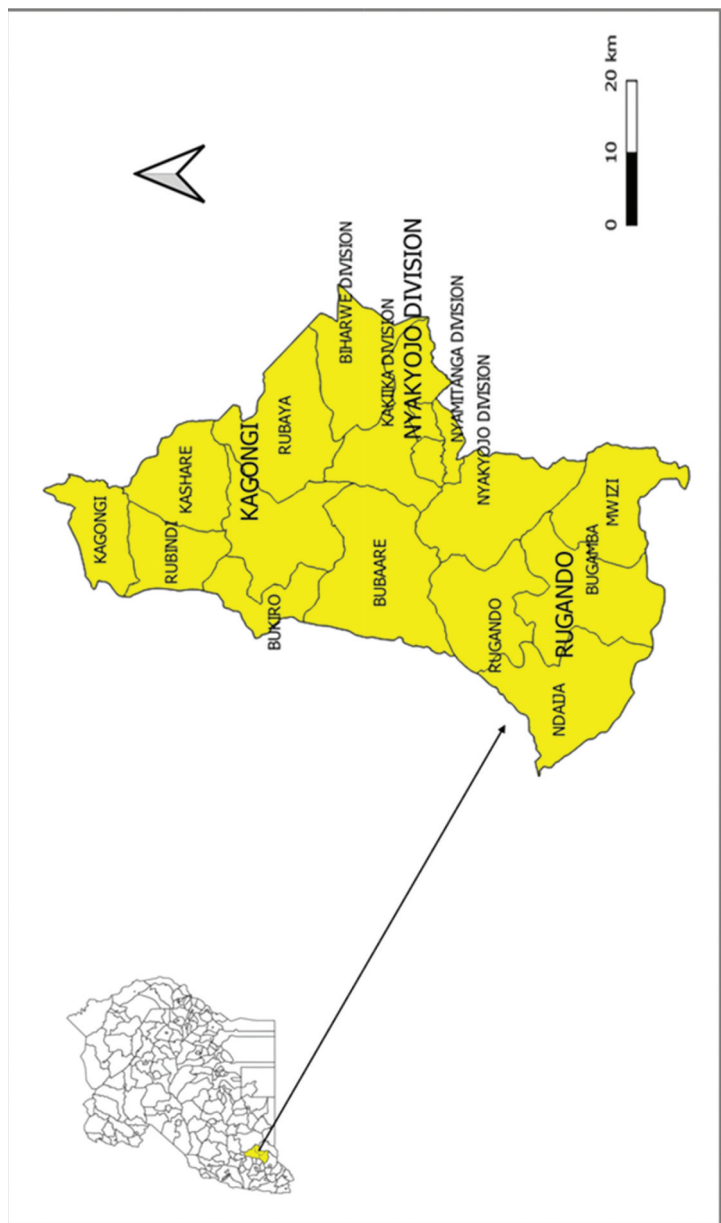 KAGONGI
KASHARE
RUBINDI
KAGONGI
RUBAYA
BUKIRO
BIHARWE DIVISION
BUBAARE
KAKIIKA DIVISION
NYAKYOJO DIVISION
NYAMITANGA DIVISION
NYAKYOJO DIVISION
RUGANDO
RUGANDO
NDAIJA
BUGAMBA
MWIZI
0 10 20 km